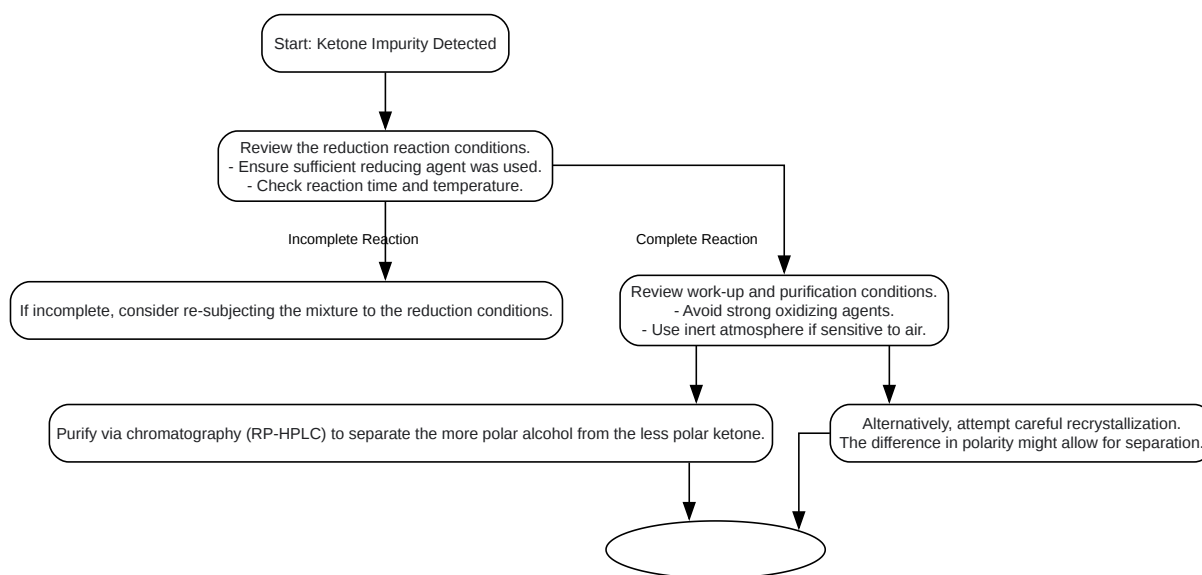 Start: Ketone Impurity Detected
Review the reduction reaction conditions.
- Ensure sufficient reducing agent was used.
- Check reaction time and temperature.
Incomplete Reaction
Complete Reaction
If incomplete, consider re-subjecting the mixture to the reduction conditions.
Review work-up and purification conditions.
- Avoid strong oxidizing agents.
- Use inert atmosphere if sensitive to air.
Purify via chromatography (RP-HPLC) to separate the more polar alcohol from the less polar ketone.
Alternatively, attempt careful recrystallization.
The difference in polarity might allow for separation.